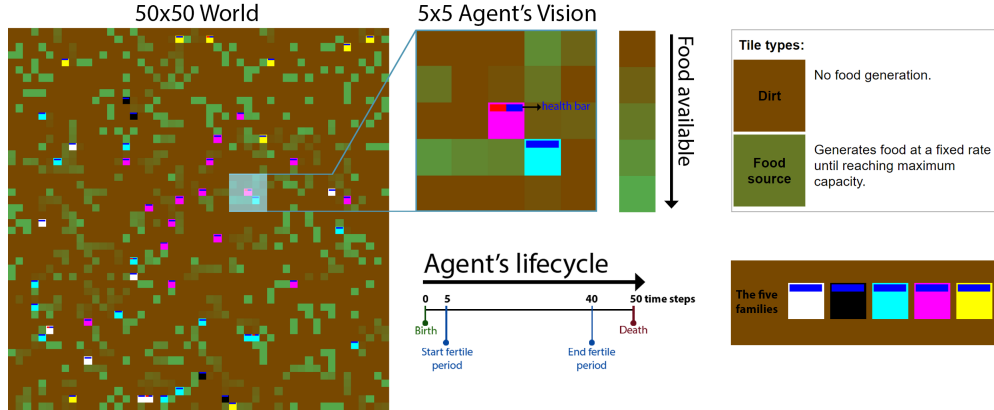 50x50 World
5x5 Agent's Vision
health bar
Food available
Tile types:
Dirt
No food generation.
Food
source
Generates food at a fixed rate
until reaching maximum
capacity.
Agent's lifecycle
0
5
40
50
time steps
Birth
Start fertile
period
End fertile
period
Death
The five
families